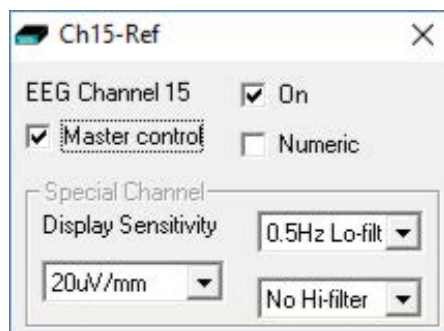 Ch15-Ref
EEG Channel 15
On
Master control
Numeric
Special Channel
Display Sensitivity
0.5Hz Lo-filt
20uV/mm
No Hi-filter